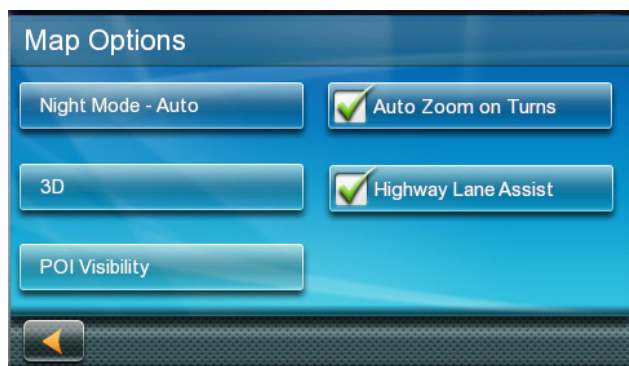 Map Options
Night Mode - Auto
Auto Zoom on Turns
3D
Highway Lane Assist
POI Visibility